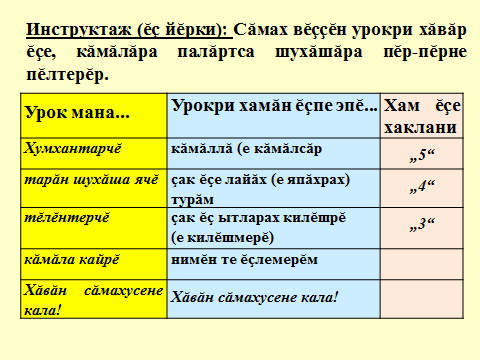 Инструктаж (ĕç йĕрки): Сăмах вĕççĕн урокри хăвăр
ĕçе, кăмăлăра палăртса шухăшăра пĕр-пĕрне
пĕлтерĕр.
Урок мана...
Урокри хамăн ĕçпе эпĕ...
Хам ĕçе
хаклани
Хумхантарчĕ
кăмăллă (е кăмăлсăр
„5“
тарăн шухăша ячĕ
çак ĕçе лайăх (е япăхрах)
турăм
„4“
тĕлĕнтерчĕ
çак ĕç ытларах килĕшрĕ
(е килĕшмерĕ)
„3“
кăмăла кайрĕ
нимĕн те ĕçлемерĕм
Хăвăн сăмахусене
кала!
Хăвăн сăмахусене кала!